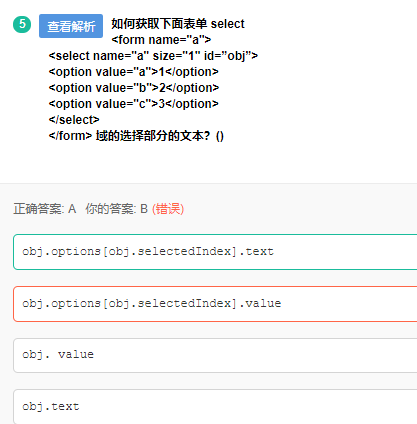 5 查看解析 如何获取下面表单 select
<form name="a">
<select name="a" size="1" id=”obj”>
<option value="a">1</option>
<option value="b">2</option>
<option value="c">3</option>
</select>
</form> 域的选择部分的文本？()
正确答案: A 你的答案: B (错误)
obj.options[obj.selectedIndex].text
obj.options[obj.selectedIndex].value
obj. value
obj.text